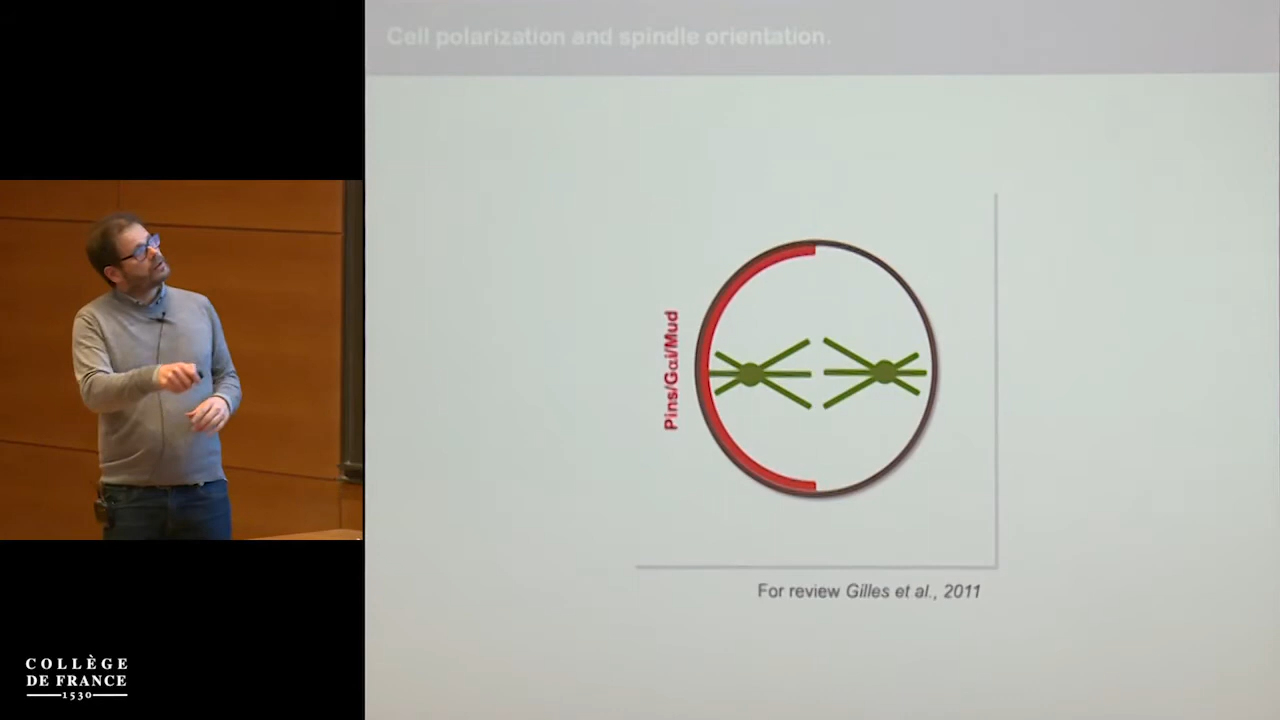 Cell polarization and spindle orientation.
Pins/Gαi/Mud
For review Gilles et al., 2011
COLLÈGE
DE FRANCE
1530